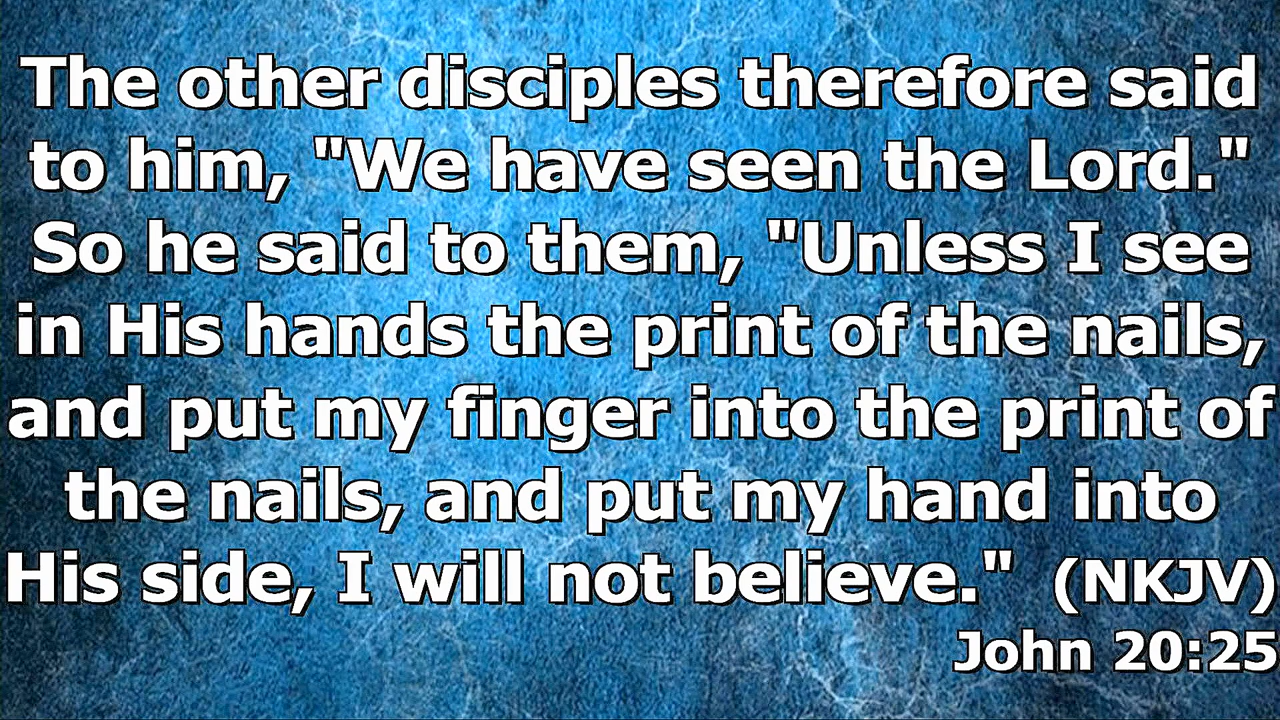 The other disciples therefore said
to him, "We have seen the Lord."
So he said to them, "Unless I see
in His hands the print of the nails,
and put my finger into the print of
the nails, and put my hand into
His side, I will not believe." (NKJV)
John 20:25